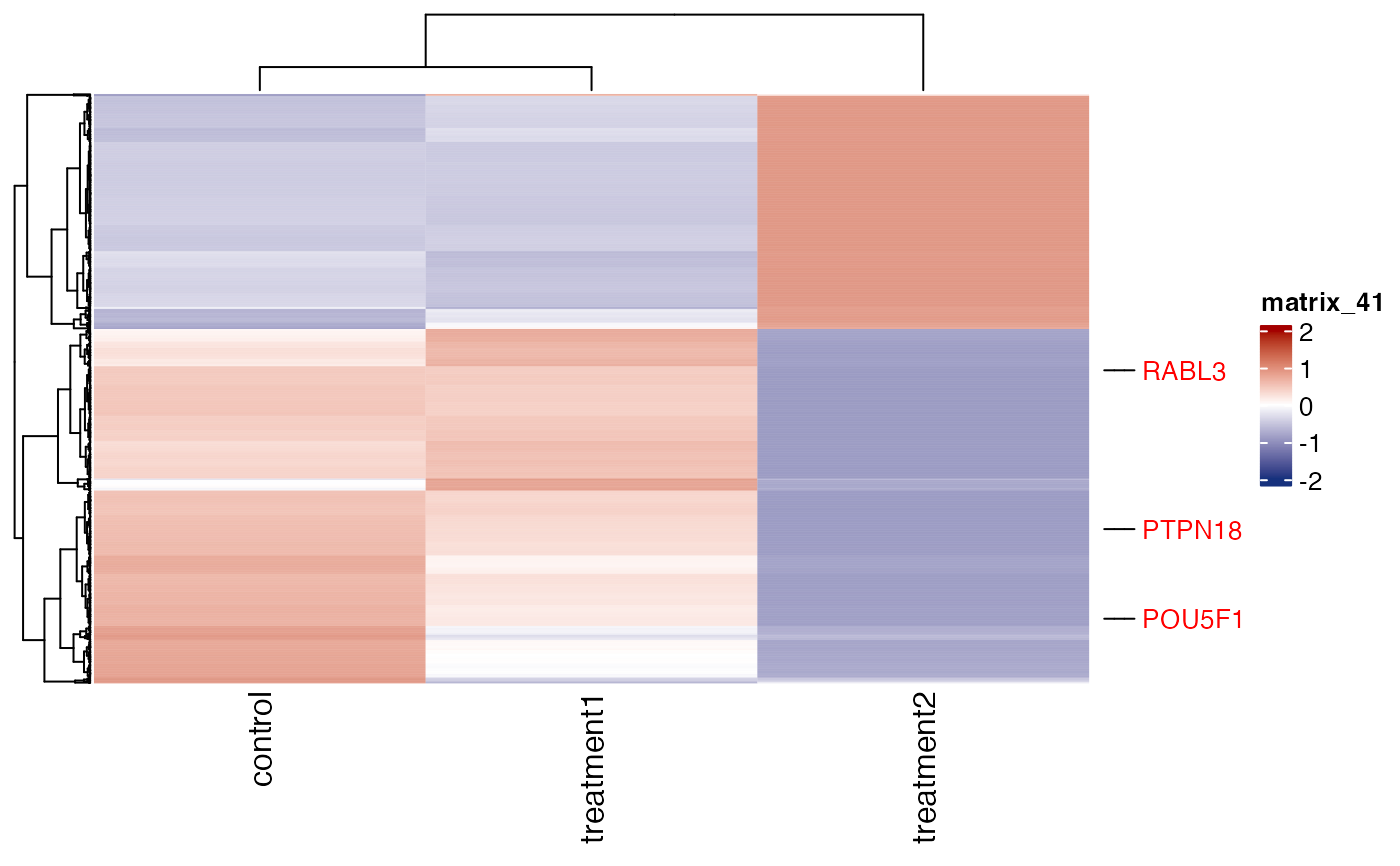 matrix_41
2
1
0
-1
-2
RABL3
PTPN18
POU5F1
control
treatment1
treatment2